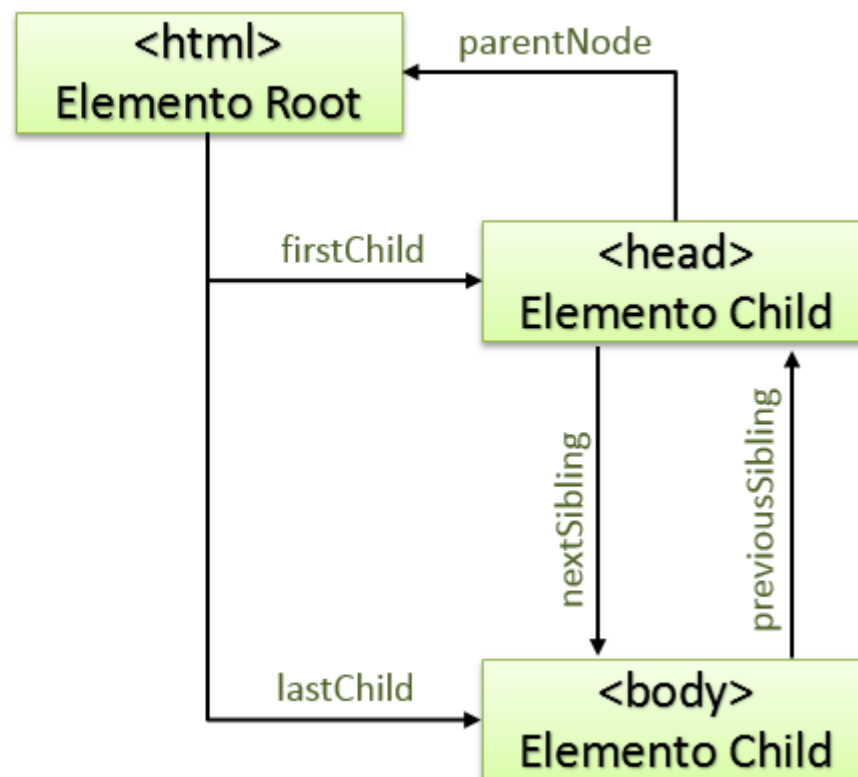 <html>
Elemento Root
parentNode
firstChild
<head>
Elemento Child
nextSibling
previousSibling
lastChild
<body>
Elemento Child